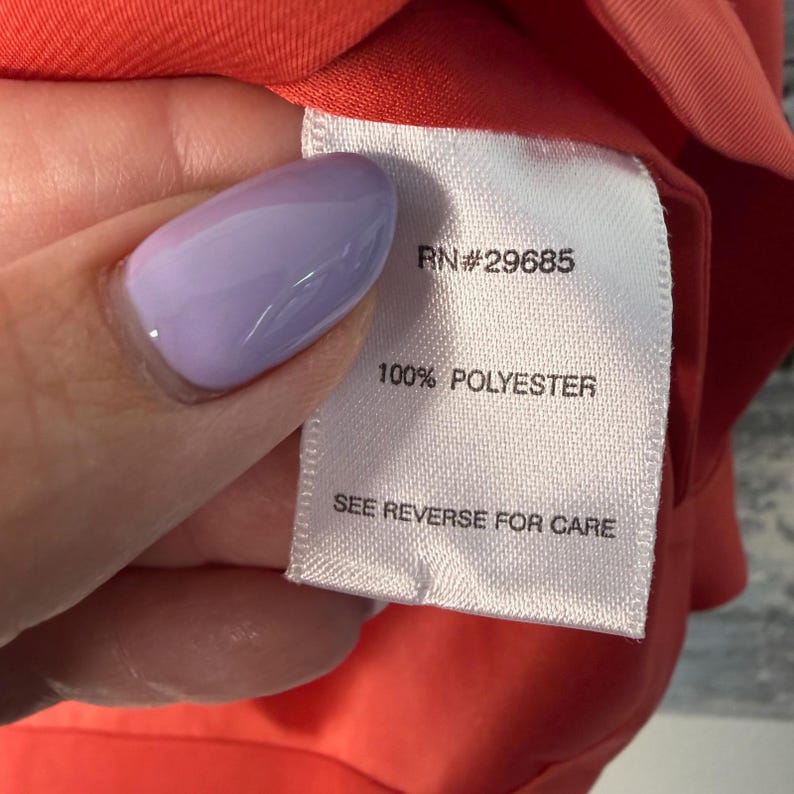 RN#29685
100% POLYESTER
SEE REVERSE FOR CARE